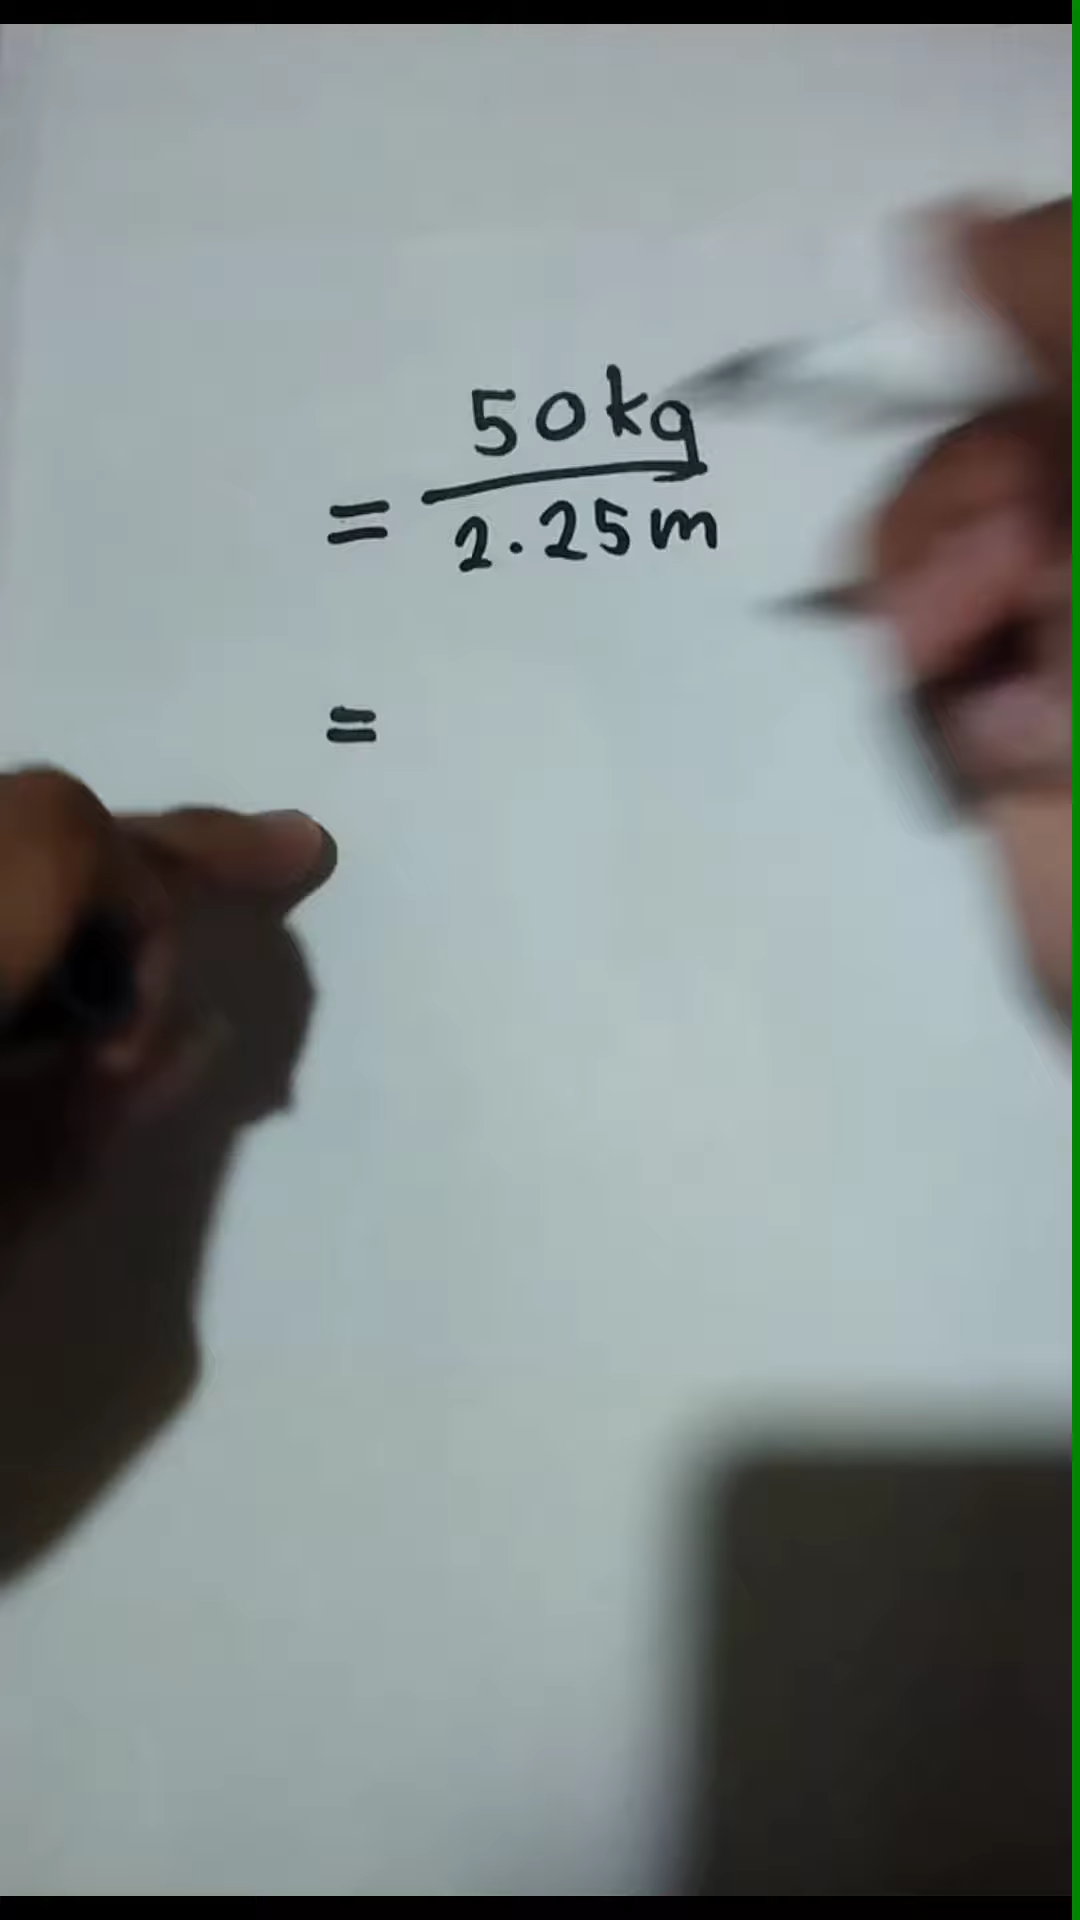 50kg
= 2.25m
=